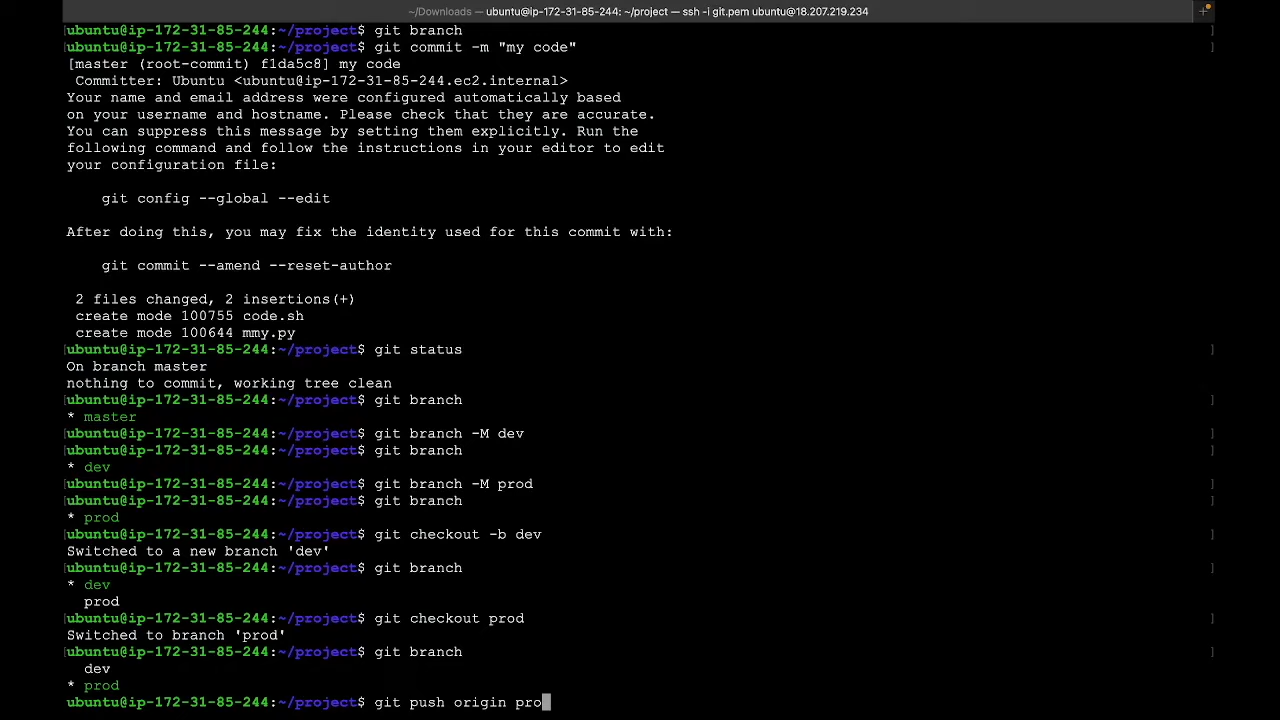 ~/Downloads — ubuntu@ip-172-31-85-244: ~/project — ssh -i git.pem ubuntu@18.207.219.234
ubuntu@ip-172-31-85-244:~/project$ git branch
ubuntu@ip-172-31-85-244:~/project$ git commit -m "my code"
[master (root-commit) f1da5c8] my code
 Committer: Ubuntu <ubuntu@ip-172-31-85-244.ec2.internal>
Your name and email address were configured automatically based
on your username and hostname. Please check that they are accurate.
You can suppress this message by setting them explicitly. Run the
following command and follow the instructions in your editor to edit
your configuration file:
    git config --global --edit
After doing this, you may fix the identity used for this commit with:
    git commit --amend --reset-author
 2 files changed, 2 insertions(+)
 create mode 100755 code.sh
 create mode 100644 mmy.py
ubuntu@ip-172-31-85-244:~/project$ git status
On branch master
nothing to commit, working tree clean
ubuntu@ip-172-31-85-244:~/project$ git branch
* master
ubuntu@ip-172-31-85-244:~/project$ git branch -M dev
ubuntu@ip-172-31-85-244:~/project$ git branch
* dev
ubuntu@ip-172-31-85-244:~/project$ git branch -M prod
ubuntu@ip-172-31-85-244:~/project$ git branch
* prod
ubuntu@ip-172-31-85-244:~/project$ git checkout -b dev
Switched to a new branch 'dev'
ubuntu@ip-172-31-85-244:~/project$ git branch
* dev
  prod
ubuntu@ip-172-31-85-244:~/project$ git checkout prod
Switched to branch 'prod'
ubuntu@ip-172-31-85-244:~/project$ git branch
  dev
* prod
ubuntu@ip-172-31-85-244:~/project$ git push origin pro